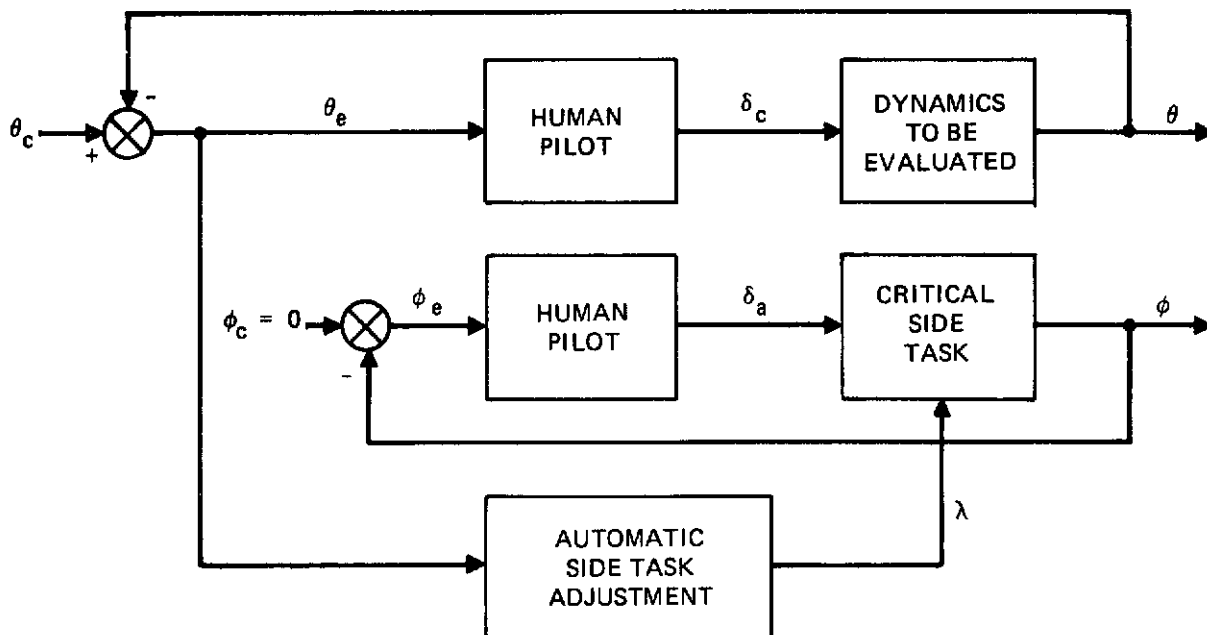 -
θc
+
θe
HUMAN
PILOT
δc
DYNAMICS
TO BE
EVALUATED
θ
ϕc = 0
-
ϕe
HUMAN
PILOT
δa
CRITICAL
SIDE
TASK
ϕ
λ
AUTOMATIC
SIDE TASK
ADJUSTMENT